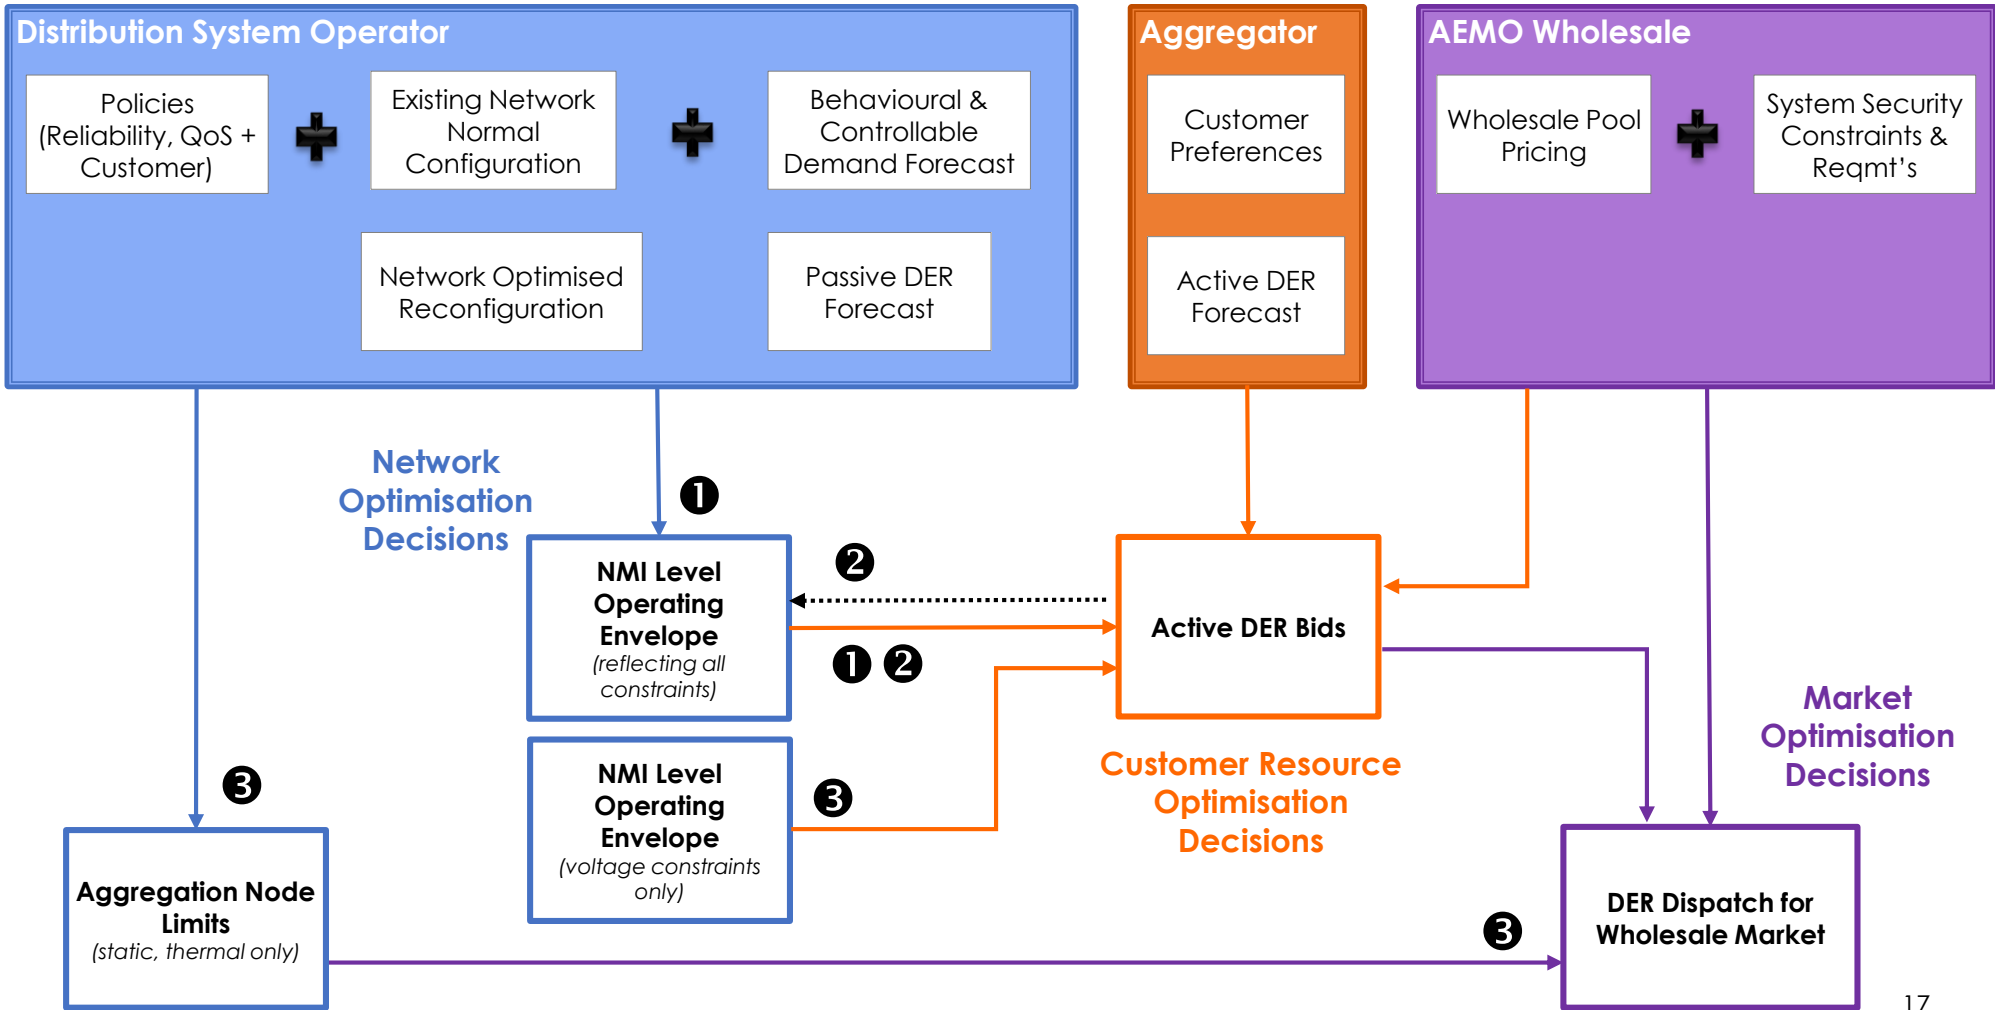 Distribution System Operator
Policies
(Reliability, QoS +
Customer)
Existing Network
Normal
Configuration
Behavioural &
Controllable
Demand Forecast
Network Optimised
Reconfiguration
Passive DER
Forecast
Aggregator
Customer
Preferences
Active DER
Forecast
AEMO Wholesale
Wholesale Pool
Pricing
System Security
Constraints &
Reqmt's
Network
Optimisation
Decisions
❶
NMI Level
Operating
Envelope
(reflecting all
constraints)
❷
❶ ❷
Active DER Bids
NMI Level
Operating
Envelope
(voltage constraints
only)
❸
Customer Resource
Optimisation
Decisions
Market
Optimisation
Decisions
❸
Aggregation Node
Limits
(static, thermal only)
❸
DER Dispatch for
Wholesale Market
17